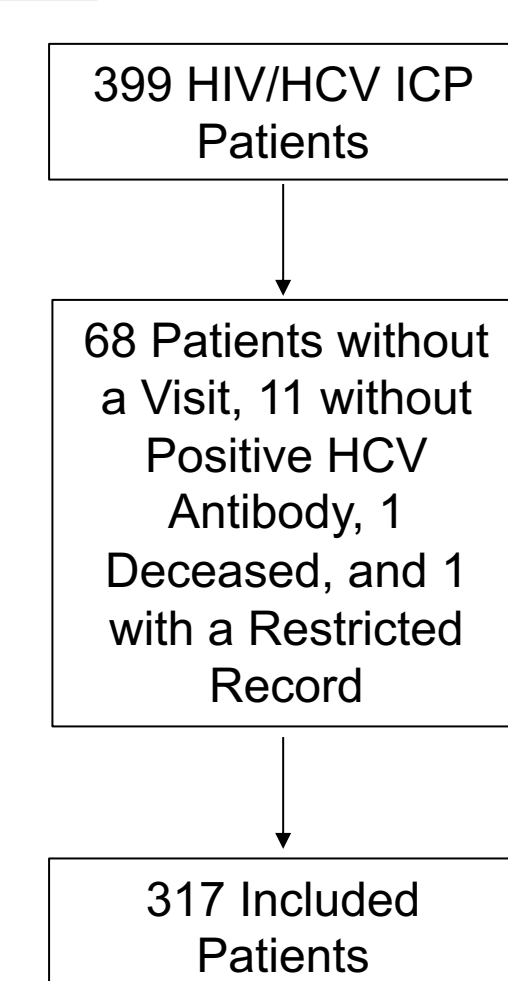 399 HIV/HCV ICP
Patients
68 Patients without
a Visit, 11 without
Positive HCV
Antibody, 1
Deceased, and 1
with a Restricted
Record
317 Included
Patients